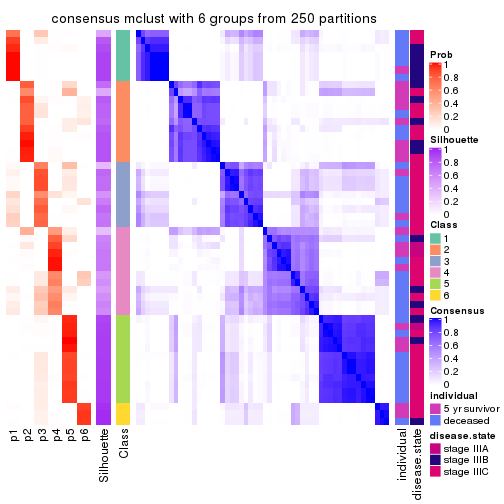 consensus mclust with 6 groups from 250 partitions
Prob
1
0.8
0.6
0.4
0.2
0
Silhouette
1
0.8
0.6
0.4
0.2
0
Class
1
2
3
4
5
6
Consensus
1
0.8
0.6
0.4
0.2
0
individual
5 yr survivor
deceased
disease.state
stage IIIA
stage IIIB
stage IIIC
p1
p2
p3
p4
p5
p6
Silhouette
Class
individual
disease.state